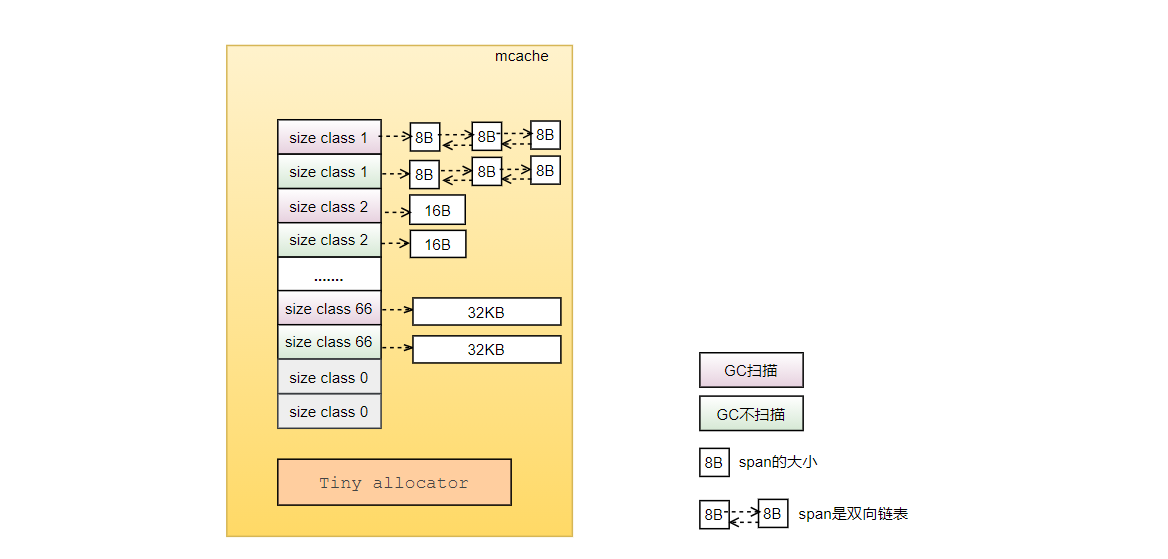 mcache
size class 1
8B
8B
8B
size class 1
8B
8B
8B
size class 2
16B
size class 2
16B
.......
size class 66
32KB
size class 66
32KB
size class 0
size class 0
Tiny allocator
GC扫描
GC不扫描
8B span的大小
8B 8B span是双向链表